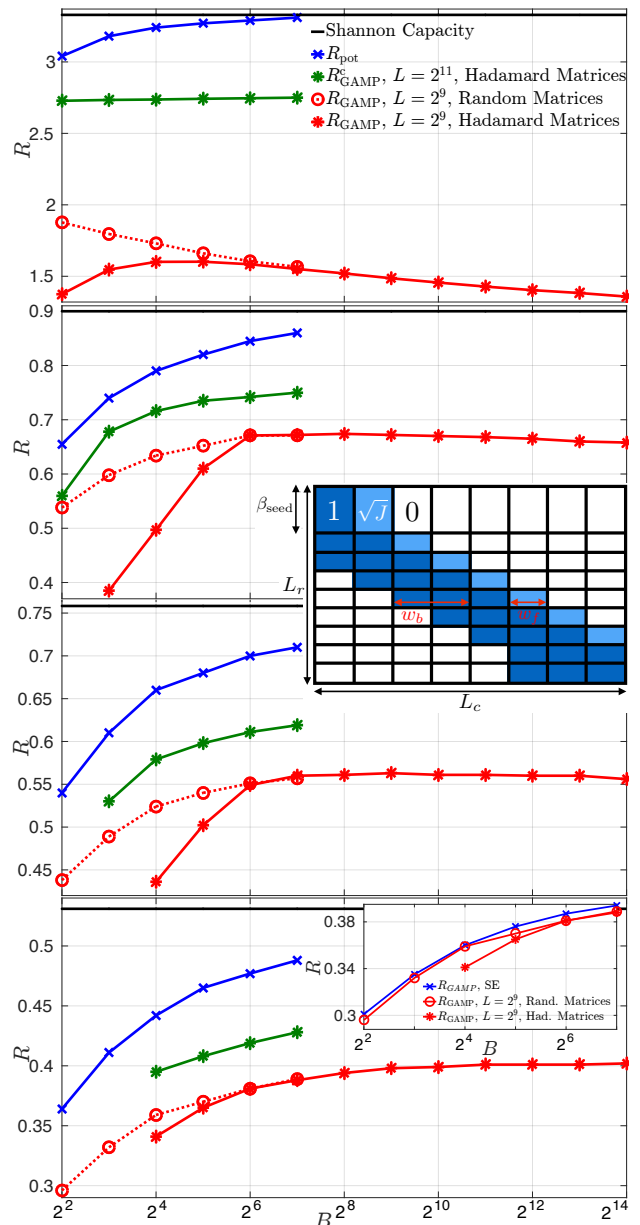 Shannon Capacity
R_pot
R^c_GAMP, L = 2^11, Hadamard Matrices
R_GAMP, L = 2^9, Random Matrices
R_GAMP, L = 2^9, Hadamard Matrices
3
2.5
R
2
1.5
0.9
0.8
0.7
R
0.6
0.5
0.4
β_seed
1 √J 0
L_r
w_b w_f
L_c
0.75
0.7
0.65
0.6
R
0.55
0.5
0.45
0.5
0.45
R
0.4
0.35
0.3
0.38
R
0.34
0.3
R_GAMP, SE
R_GAMP, L = 2^9, Rand. Matrices
R_GAMP, L = 2^9, Had. Matrices
2^2 2^4 B 2^6
2^2 2^4 2^6 2^8 2^10 2^12 2^14
B